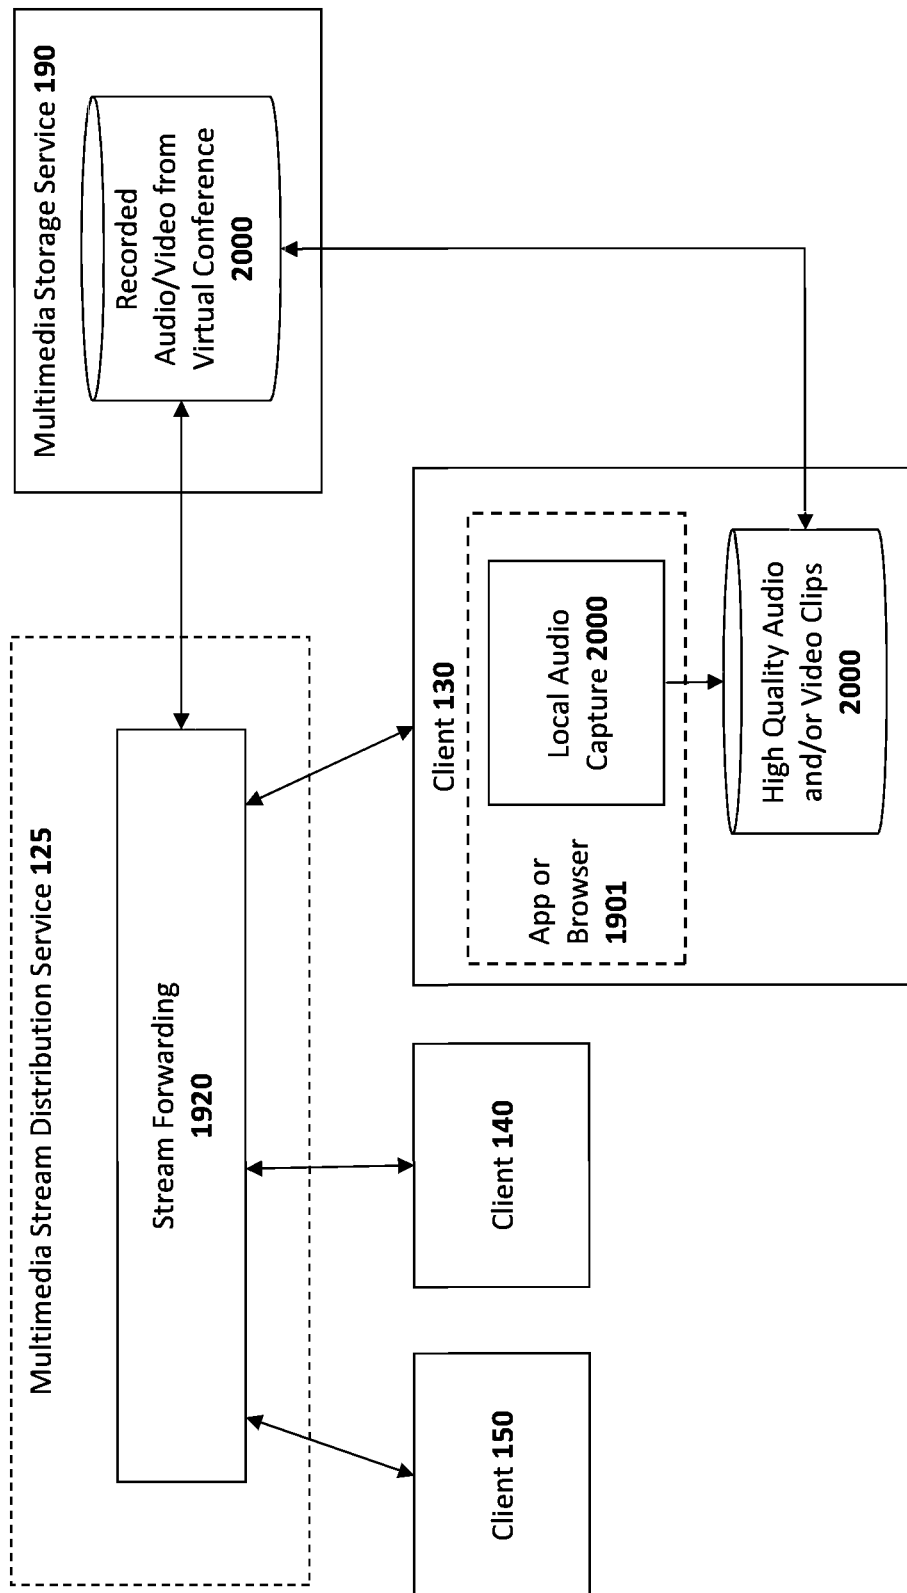 Multimedia Stream Distribution Service 125
Stream Forwarding
1920
Multimedia Storage Service 190
Recorded
Audio/Video from
Virtual Conference
2000
Client 150
Client 140
Client 130
App or
Browser
1901
Local Audio
Capture 2000
High Quality Audio
and/or Video Clips
2000